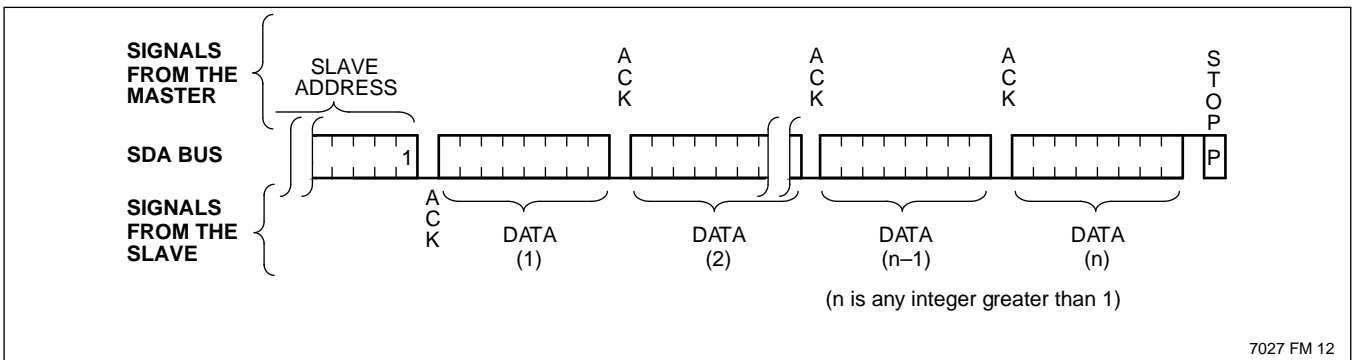 SIGNALS
FROM THE
MASTER
SLAVE
ADDRESS
A
C
K
A
C
K
A
C
K
S
T
O
P
SDA BUS
1
P
SIGNALS
FROM THE
SLAVE
A
C
K
DATA
(1)
DATA
(2)
DATA
(n–1)
DATA
(n)
(n is any integer greater than 1)
7027 FM 12